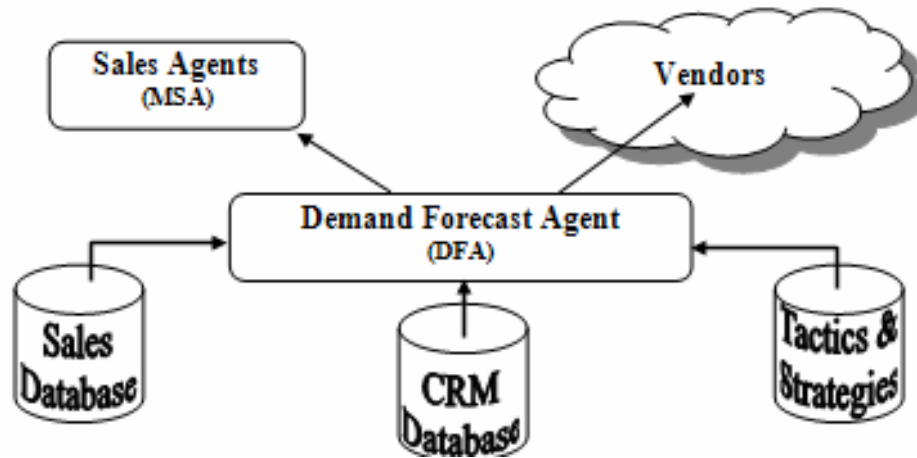 Sales Agents
(MSA)
Vendors
Demand Forecast Agent
(DFA)
Sales
Database
CRM
Database
Tactics &
Strategies